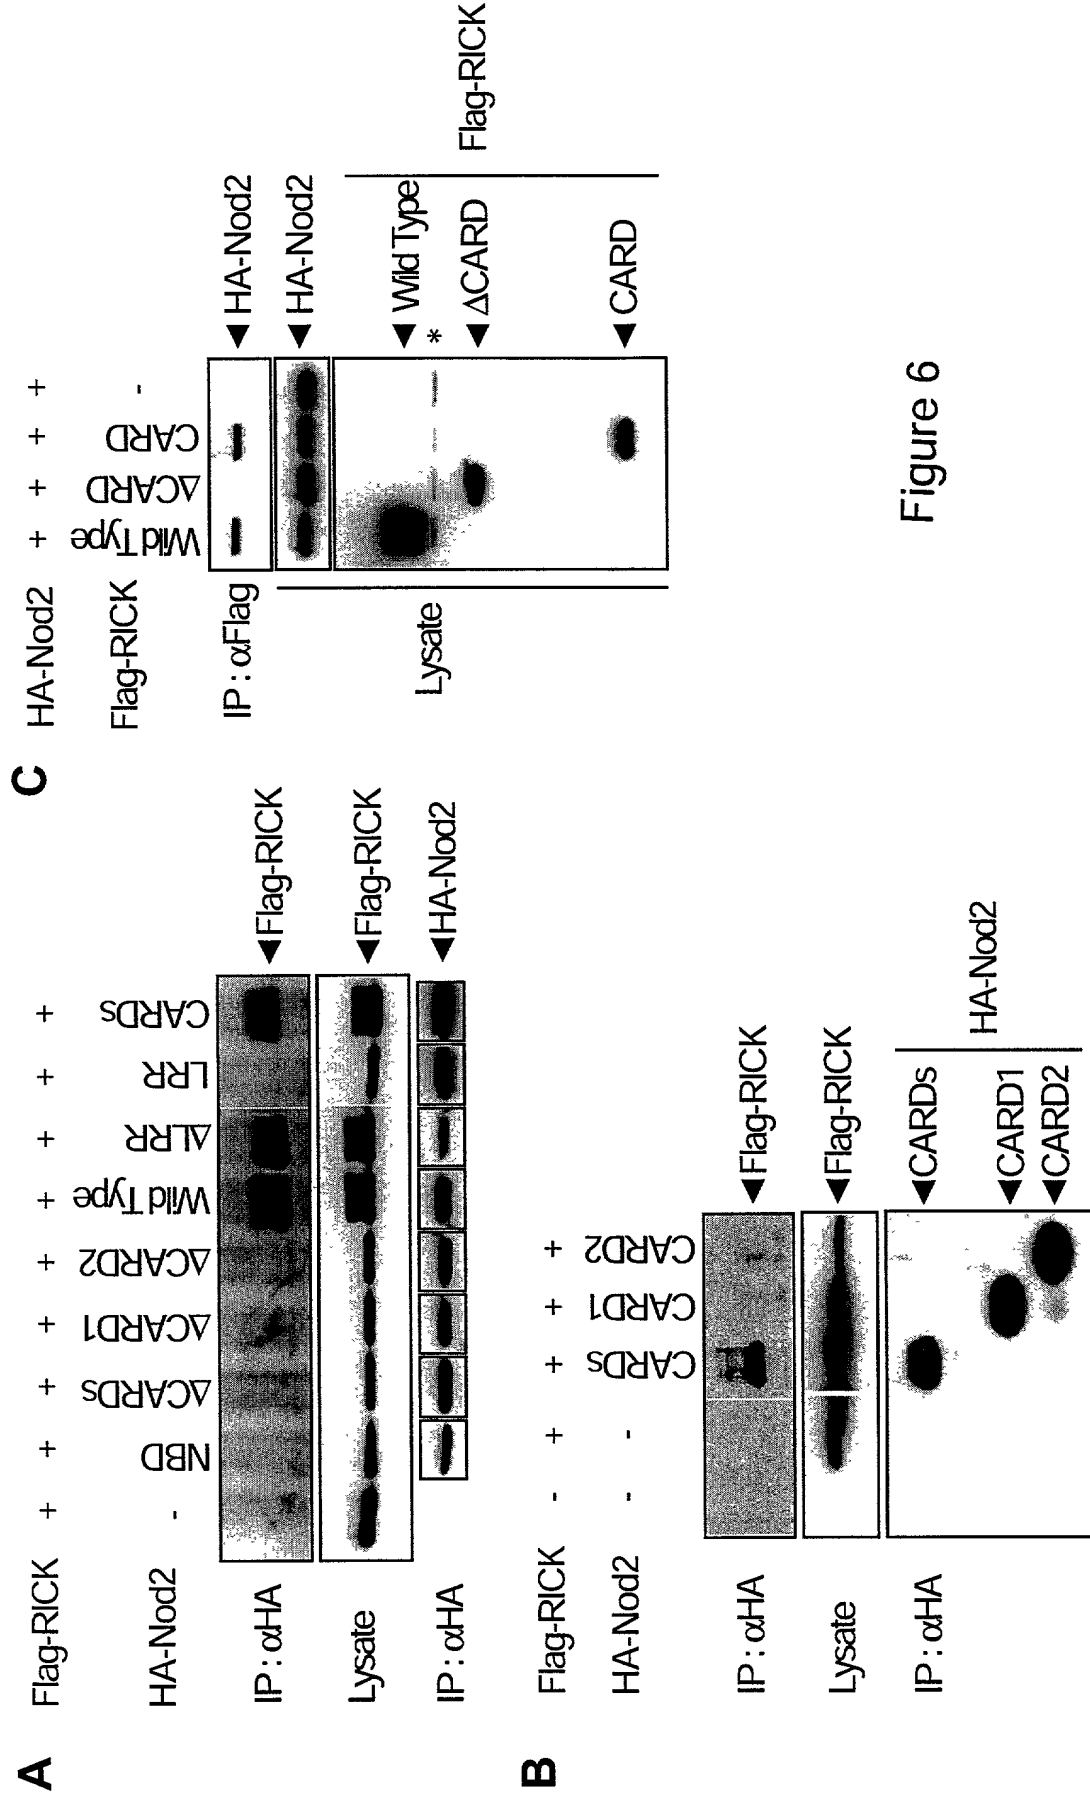 A
Flag-RICK + + + + + + + + +
HA-Nod2 - NBD ΔCARDs ΔCARD1 ΔCARD2 Wild Type ΔLRR LRR CARDs
IP : αHA ◀Flag-RICK
Lysate ◀Flag-RICK
IP : αHA ◀HA-Nod2
B
Flag-RICK - + + + +
HA-Nod2 - - CARDs CARD1 CARD2
IP : αHA ◀Flag-RICK
Lysate ◀Flag-RICK
IP : αHA ◀CARDs
◀CARD1
◀CARD2
HA-Nod2
C
HA-Nod2 + + + +
Flag-RICK Wild Type ΔCARD CARD -
IP : αFlag ◀HA-Nod2
Lysate ◀HA-Nod2
◀Wild Type
*
◀ΔCARD
◀CARD
Flag-RICK
Figure 6